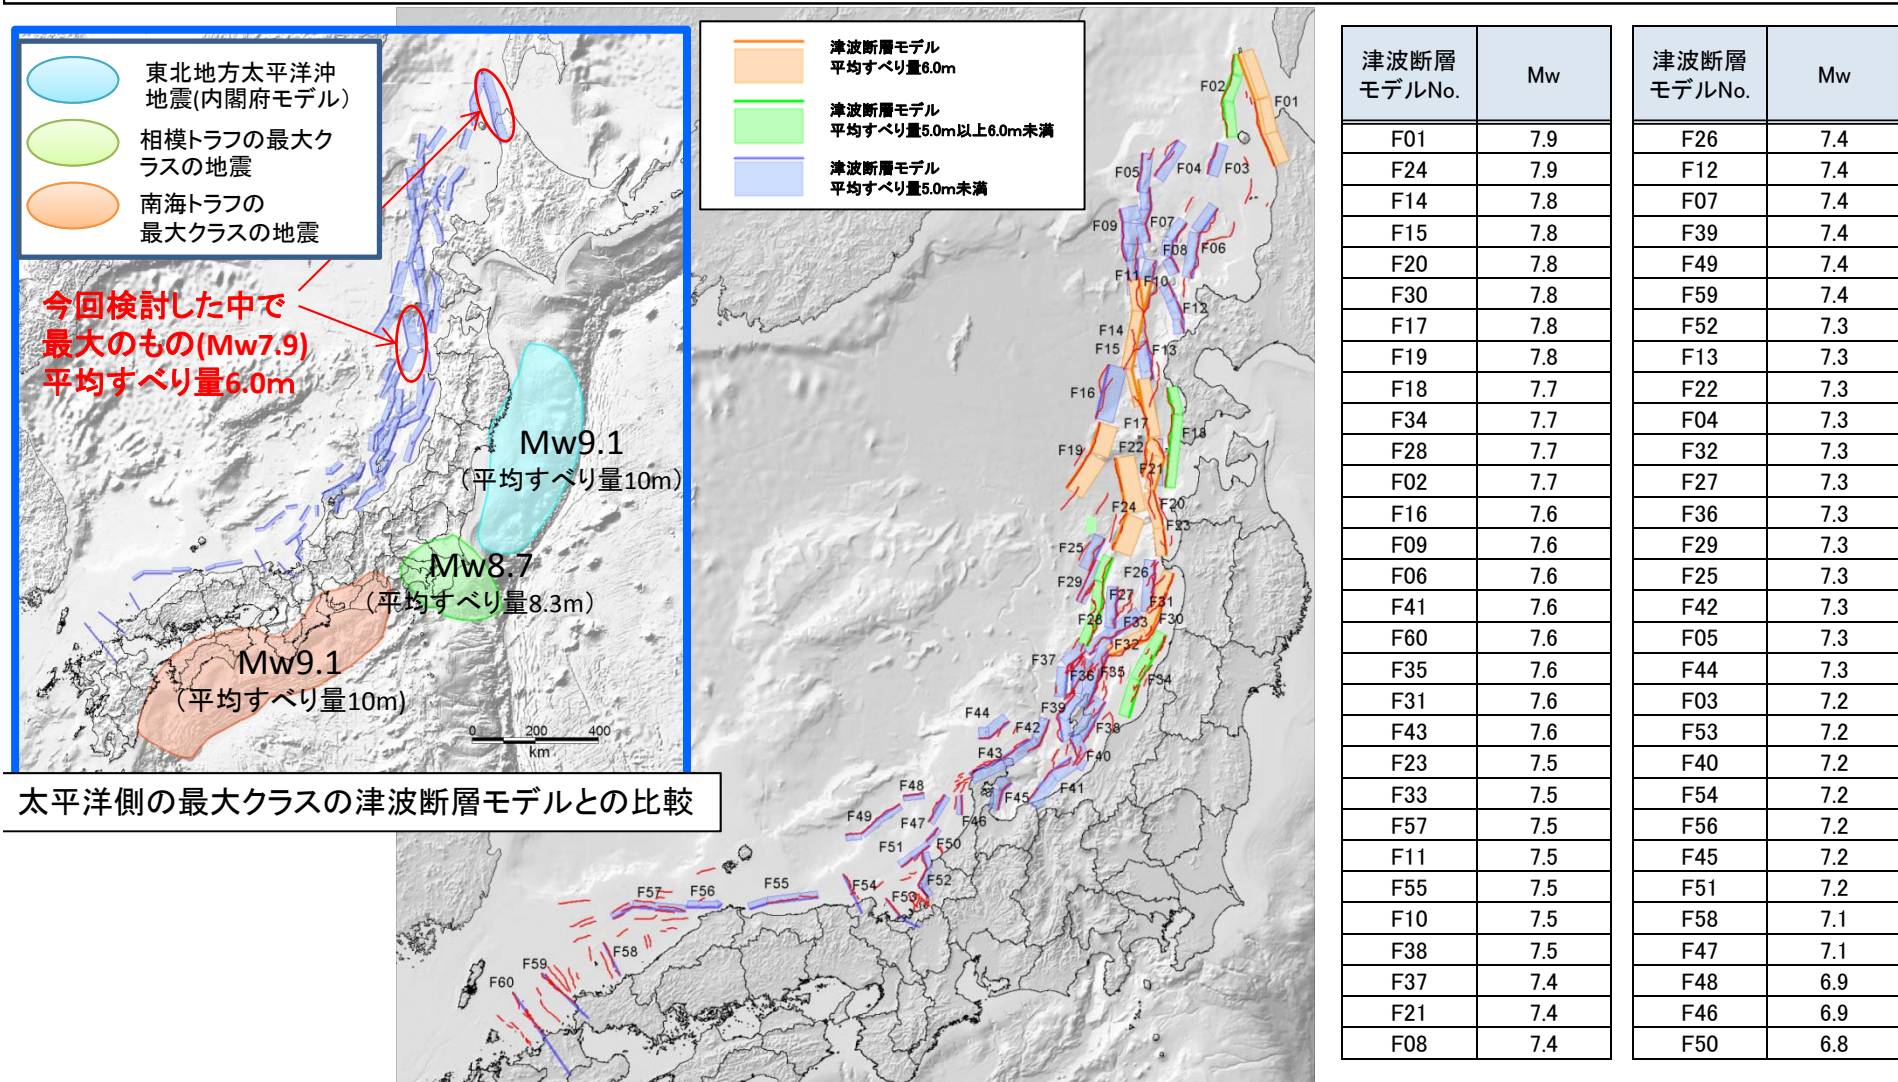 東北地方太平洋沖
地震(内閣府モデル)
相模トラフの最大ク
ラスの地震
南海トラフの
最大クラスの地震
今回検討した中で
最大のもの(Mw7.9)
平均すべり量6.0m
Mw9.1
(平均すべり量10m)
Mw8.7
(平均すべり量8.3m)
Mw9.1
(平均すべり量10m)
0 200 400
km
太平洋側の最大クラスの津波断層モデルとの比較
津波断層モデル
平均すべり量6.0m
津波断層モデル
平均すべり量5.0m以上6.0m未満
津波断層モデル
平均すべり量5.0m未満
F02
F01
F05
F04
F03
F09
F07
F08
F06
F11
F10
F12
F14
F15
F13
F16
F17
F18
F19
F22
F21
F24
F20
F23
F25
F26
F29
F27
F31
F28
F33
F30
F32
F37
F35
F36
F34
F39
F44
F42
F38
F43
F40
F48
F45
F41
F49
F47
F46
F51
F50
F57
F56
F55
F54
F53
F52
F58
F59
F60
津波断層
モデルNo.
Mw
F01 7.9
F24 7.9
F14 7.8
F15 7.8
F20 7.8
F30 7.8
F17 7.8
F19 7.8
F18 7.7
F34 7.7
F28 7.7
F02 7.7
F16 7.6
F09 7.6
F06 7.6
F41 7.6
F60 7.6
F35 7.6
F31 7.6
F43 7.6
F23 7.5
F33 7.5
F57 7.5
F11 7.5
F55 7.5
F10 7.5
F38 7.5
F37 7.4
F21 7.4
F08 7.4
津波断層
モデルNo.
Mw
F26 7.4
F12 7.4
F07 7.4
F39 7.4
F49 7.4
F59 7.4
F52 7.3
F13 7.3
F22 7.3
F04 7.3
F32 7.3
F27 7.3
F36 7.3
F29 7.3
F25 7.3
F42 7.3
F05 7.3
F44 7.3
F03 7.2
F53 7.2
F40 7.2
F54 7.2
F56 7.2
F45 7.2
F51 7.2
F58 7.1
F47 7.1
F48 6.9
F46 6.9
F50 6.8